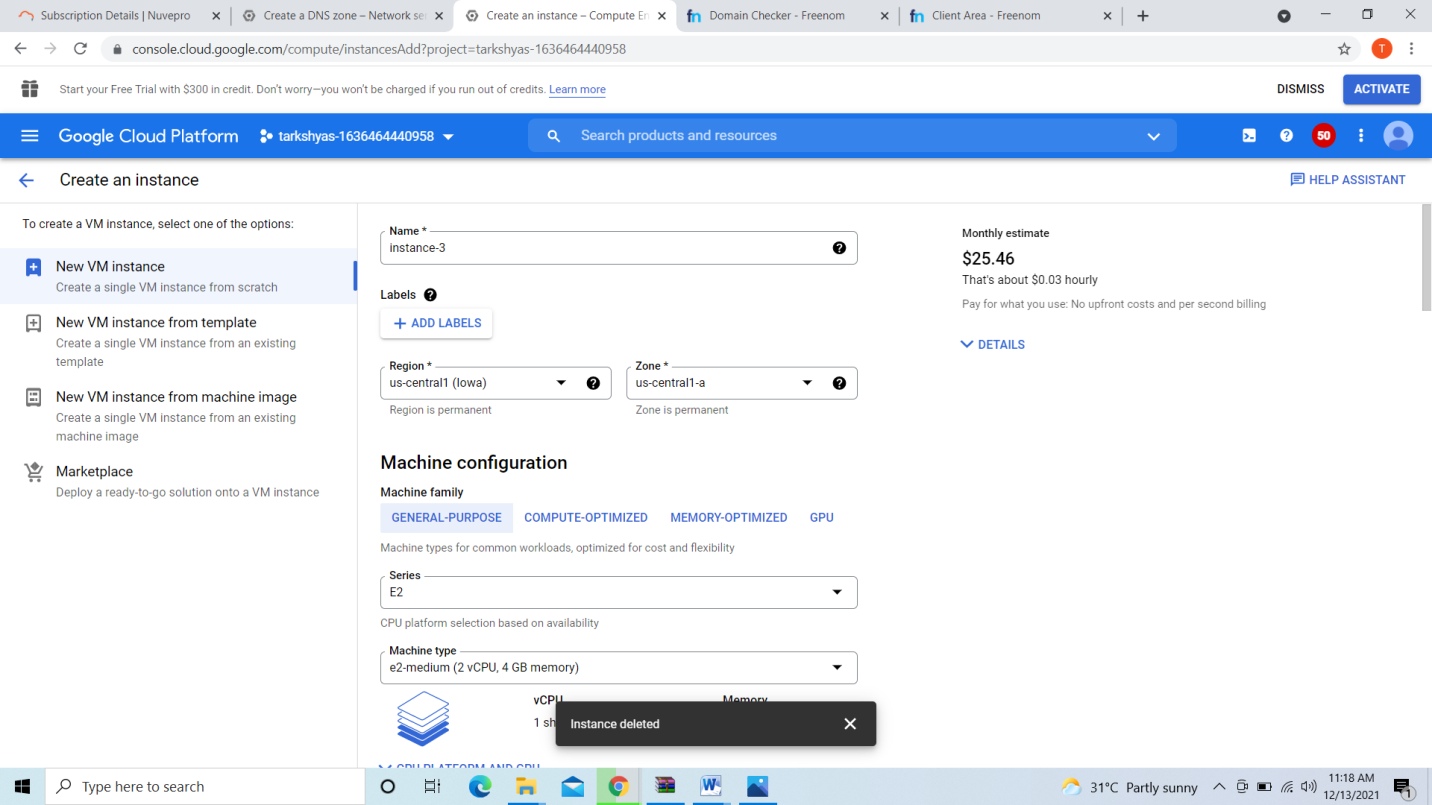 Subscription Details | Nuvepro
Create a DNS zone – Network ser
Create an instance – Compute En
Domain Checker - Freenom
Client Area - Freenom
console.cloud.google.com/compute/instancesAdd?project=tarkshyas-1636464440958
T
Start your Free Trial with $300 in credit. Don't worry—you won't be charged if you run out of credits. Learn more
DISMISS
ACTIVATE
Google Cloud Platform
tarkshyas-1636464440958
Search products and resources
50
Create an instance
HELP ASSISTANT
To create a VM instance, select one of the options:
New VM instance
Create a single VM instance from scratch
New VM instance from template
Create a single VM instance from an existing
template
New VM instance from machine image
Create a single VM instance from an existing
machine image
Marketplace
Deploy a ready-to-go solution onto a VM instance
Name *
instance-3
Labels
ADD LABELS
Region *
us-central1 (Iowa)
Region is permanent
Zone *
us-central1-a
Zone is permanent
Machine configuration
Machine family
GENERAL-PURPOSE
COMPUTE-OPTIMIZED
MEMORY-OPTIMIZED
GPU
Machine types for common workloads, optimized for cost and flexibility
Series
E2
CPU platform selection based on availability
Machine type
e2-medium (2 vCPU, 4 GB memory)
vCPU
Memory
1 sh
Instance deleted
CPU PLATFORM AND GPU
Monthly estimate
$25.46
That's about $0.03 hourly
Pay for what you use: No upfront costs and per second billing
DETAILS
Type here to search
31°C Partly sunny
11:18 AM
12/13/2021
1